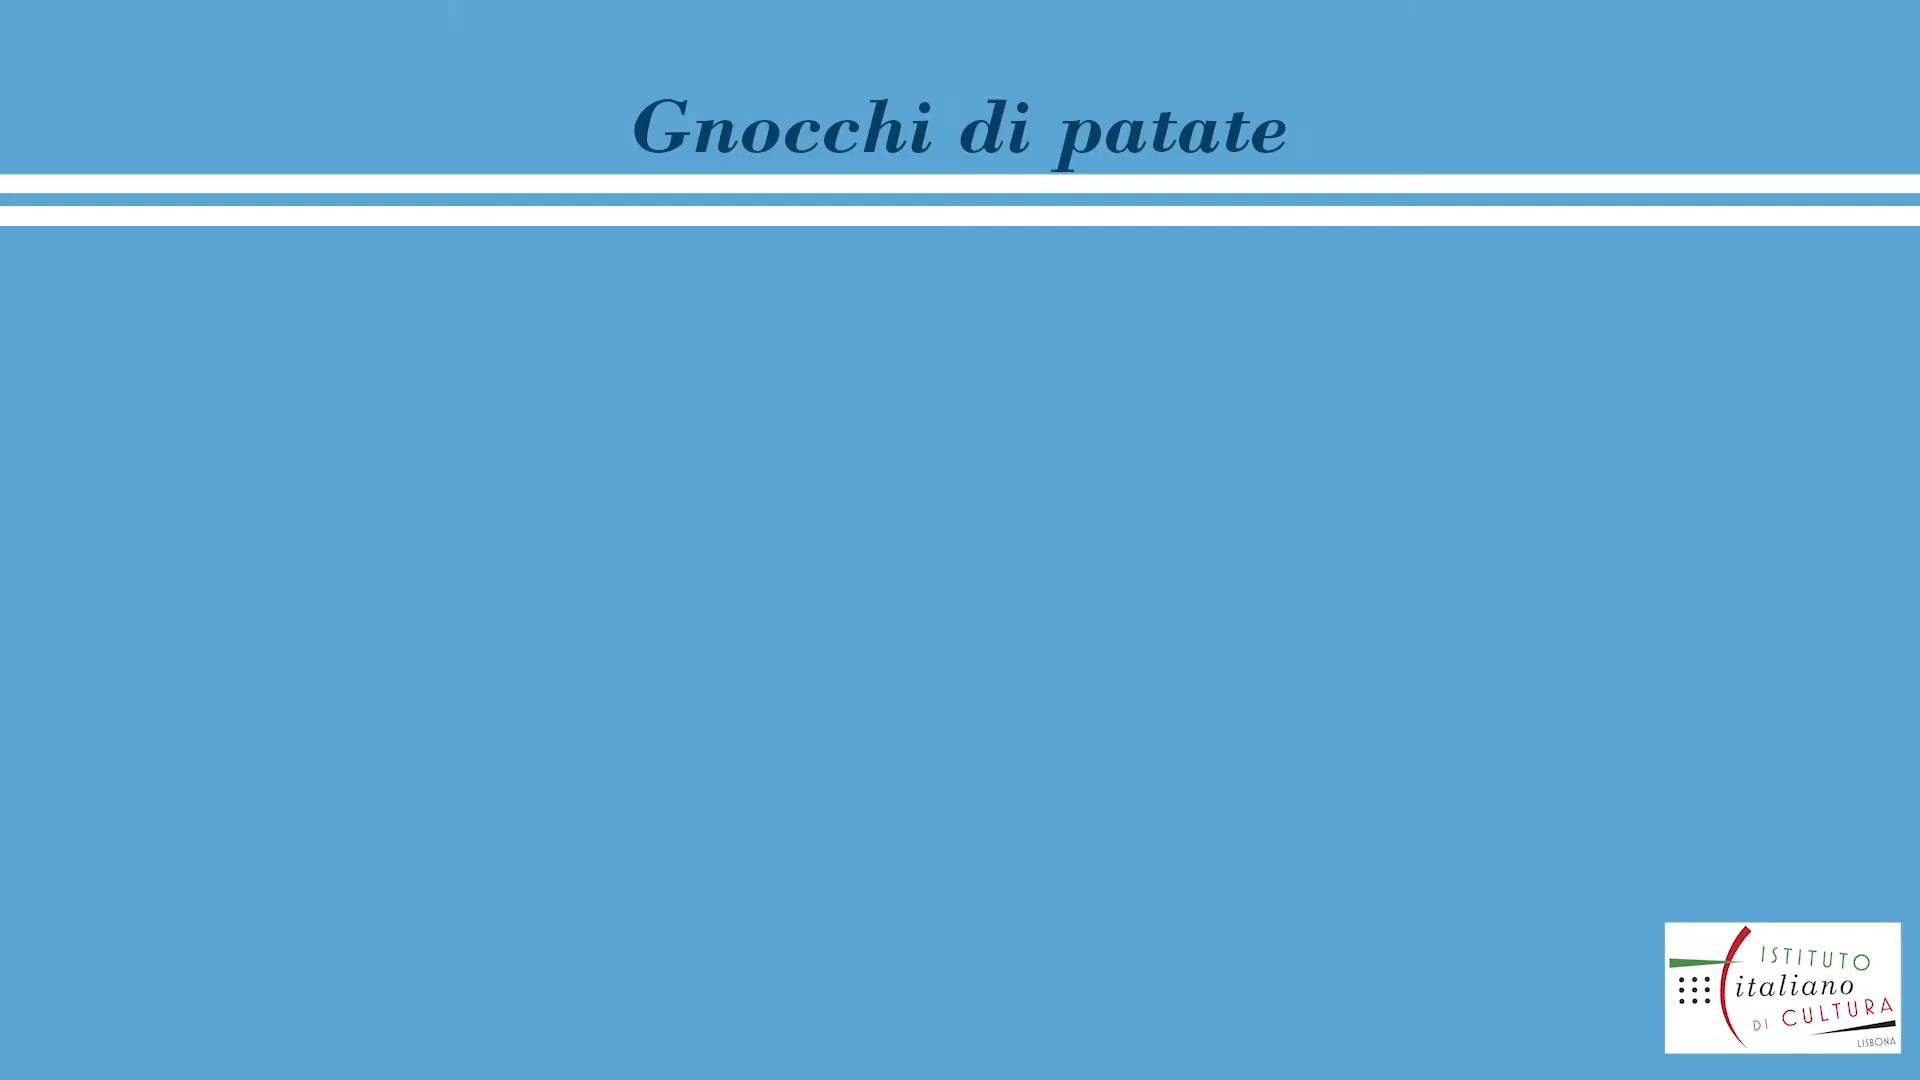 Gnocchi di patate
ISTITUTO
italiano
DI CULTURA
LISBONA